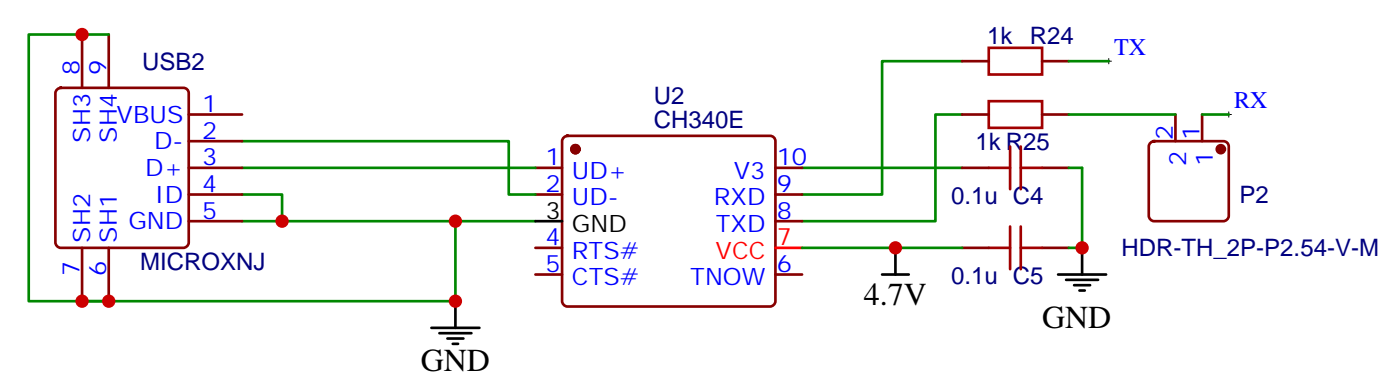 USB2
8
9
SH3
SH4
VBUS 1
D- 2
D+ 3
ID 4
GND 5
SH2
SH1
7
6
MICROXNJ
GND
U2
CH340E
1 UD+
2 UD-
3 GND
4 RTS#
5 CTS#
V3 10
RXD 9
TXD 8
VCC 7
TNOW 6
1k R24
TX
1k R25
0.1u C4
4.7V
0.1u C5
GND
RX
2
1
2
1
P2
HDR-TH_2P-P2.54-V-M